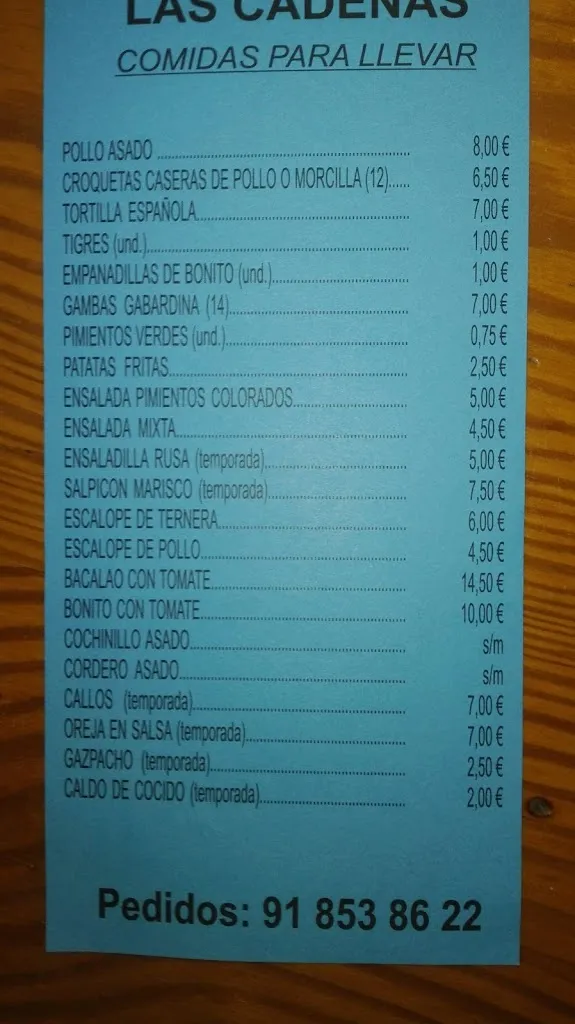 LAS CADENAS
COMIDAS PARA LLEVAR
POLLO ASADO ........................ 8,00 €
CROQUETAS CASERAS DE POLLO O MORCILLA (12)...... 6,50 €
TORTILLA ESPAÑOLA........................ 7,00 €
TIGRES (und.)........................ 1,00 €
EMPANADILLAS DE BONITO (und.)........................ 1,00 €
GAMBAS GABARDINA (14)........................ 7,00 €
PIMIENTOS VERDES (und.)........................ 0,75 €
PATATAS FRITAS........................ 2,50 €
ENSALADA PIMIENTOS COLORADOS........................ 5,00 €
ENSALADA MIXTA........................ 4,50 €
ENSALADILLA RUSA (temporada)........................ 5,00 €
SALPICON MARISCO (temporada)........................ 7,50 €
ESCALOPE DE TERNERA........................ 6,00 €
ESCALOPE DE POLLO........................ 4,50 €
BACALAO CON TOMATE........................ 14,50 €
BONITO CON TOMATE........................ 10,00 €
COCHINILLO ASADO........................ s/m
CORDERO ASADO........................ s/m
CALLOS (temporada)........................ 7,00 €
OREJA EN SALSA (temporada)........................ 7,00 €
GAZPACHO (temporada)........................ 2,50 €
CALDO DE COCIDO (temporada)........................ 2,00 €
Pedidos: 91 853 86 22